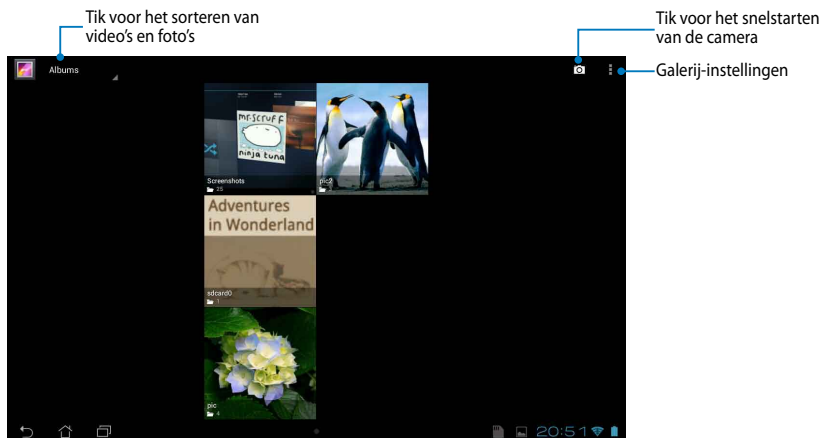 Tik voor het sorteren van
video's en foto's
Tik voor het snelstarten
van de camera
Galerij-instellingen
Albums
mr.scruff
ninja tuna
Screenshots
25
pic2
Adventures
in Wonderland
sdcard0
1
pic
4
20:51